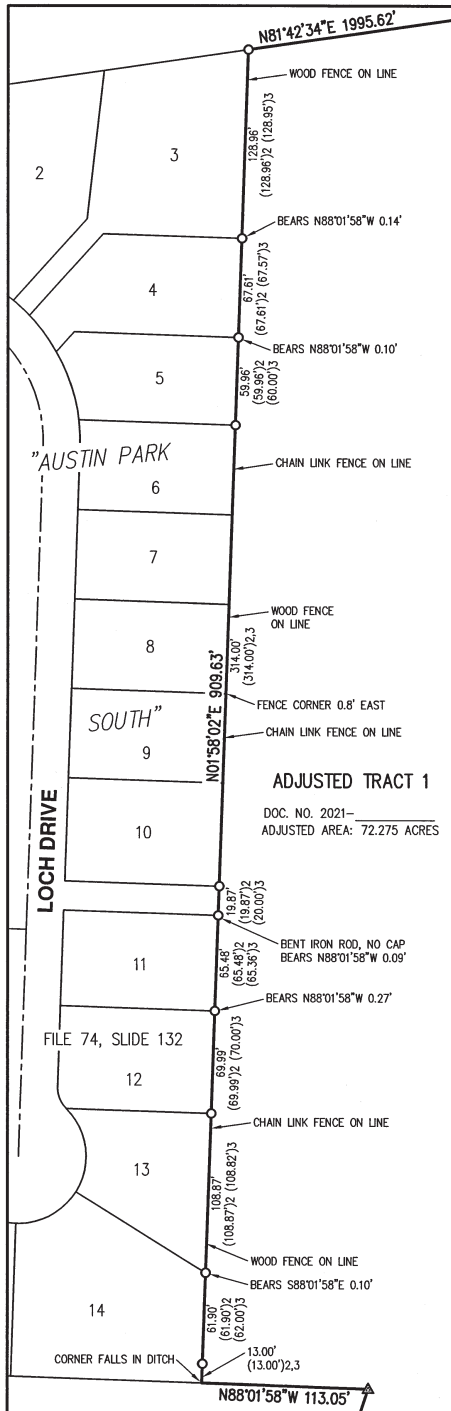 N81°42'34"E 1995.62'
WOOD FENCE ON LINE
128.96'
(128.96')2 (128.95')3
3
2
BEARS N88°01'58"W 0.14'
67.61'
(67.61')2 (67.57')3
4
BEARS N88°01'58"W 0.10'
59.96'
(59.96')2
(60.00')3
5
"AUSTIN PARK
CHAIN LINK FENCE ON LINE
6
7
WOOD FENCE
ON LINE
8
314.00'
(314.00')2,3
N01°58'02"E 909.63'
FENCE CORNER 0.8' EAST
SOUTH"
CHAIN LINK FENCE ON LINE
9
ADJUSTED TRACT 1
DOC. NO. 2021-
ADJUSTED AREA: 72.275 ACRES
10
LOCH DRIVE
19.87'
(19.87')2
(20.00')3
BENT IRON ROD, NO CAP
BEARS N88°01'58"W 0.09'
11
65.48'
(65.48')2
(65.36')3
BEARS N88°01'58"W 0.27'
FILE 74, SLIDE 132
69.99'
(69.99')2 (70.00')3
12
CHAIN LINK FENCE ON LINE
13
108.87'
(108.87')2 (108.82')3
WOOD FENCE ON LINE
BEARS S88°01'58"E 0.10'
14
61.90'
(61.90')2
(62.00')3
CORNER FALLS IN DITCH
13.00'
(13.00')2,3
N88°01'58"W 113.05'